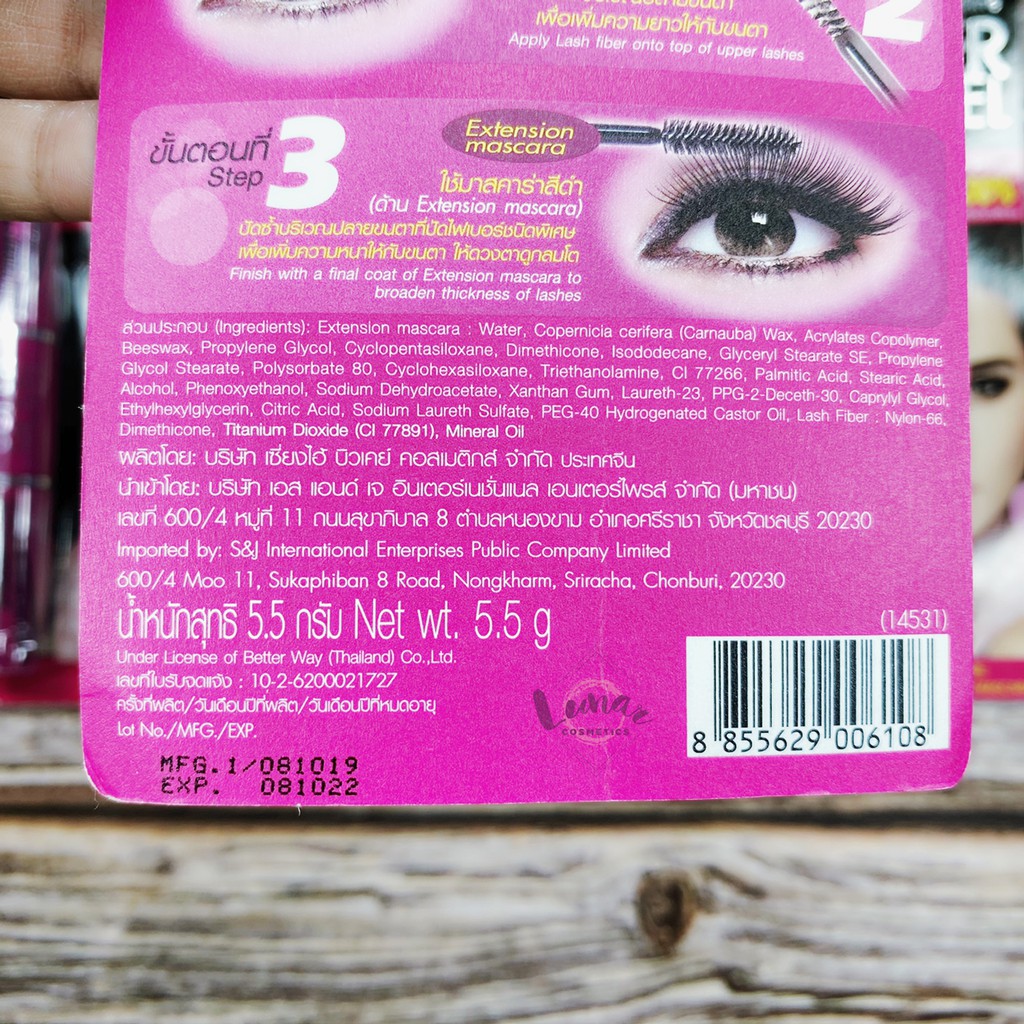 เพื่อเพิ่มความยาวให้กับขนตา
Apply Lash fiber onto top of upper lashes
2
ขั้นตอนที่ 3
Step
Extension
mascara
ใช้มาสคาร่าสีดำ
(ด้าน Extension mascara)
ปัดซ้ำบริเวณปลายขนตาที่ปัดไฟเบอร์ชนิดพิเศษ
เพื่อเพิ่มความหนาให้กับขนตา ให้ดวงตาดูกลมโต
Finish with a final coat of Extension mascara to
broaden thickness of lashes
ส่วนประกอบ (Ingredients): Extension mascara : Water, Copernicia cerifera (Carnauba) Wax, Acrylates Copolymer,
Beeswax, Propylene Glycol, Cyclopentasiloxane, Dimethicone, Isododecane, Glyceryl Stearate SE, Propylene
Glycol Stearate, Polysorbate 80, Cyclohexasiloxane, Triethanolamine, CI 77266, Palmitic Acid, Stearic Acid,
Alcohol, Phenoxyethanol, Sodium Dehydroacetate, Xanthan Gum, Laureth-23, PPG-2-Deceth-30, Caprylyl Glycol,
Ethylhexylglycerin, Citric Acid, Sodium Laureth Sulfate, PEG-40 Hydrogenated Castor Oil, Lash Fiber : Nylon-66,
Dimethicone, Titanium Dioxide (CI 77891), Mineral Oil
ผลิตโดย: บริษัท เซี่ยงไฮ้ บิวเคย์ คอสเมติกส์ จำกัด ประเทศจีน
นำเข้าโดย: บริษัท เอส แอนด์ เจ อินเตอร์เนชั่นแนล เอนเตอร์ไพรส์ จำกัด (มหาชน)
เลขที่ 600/4 หมู่ที่ 11 ถนนสุขาภิบาล 8 ตำบลหนองขาม อำเภอศรีราชา จังหวัดชลบุรี 20230
Imported by: S&J International Enterprises Public Company Limited
600/4 Moo 11, Sukaphiban 8 Road, Nongkharm, Sriracha, Chonburi, 20230
น้ำหนักสุทธิ 5.5 กรัม Net wt. 5.5 g
(14531)
Under License of Better Way (Thailand) Co.,Ltd.
เลขที่ใบรับจดแจ้ง : 10-2-6200021727
ครั้งที่ผลิต/วันเดือนปีที่ผลิต/วันเดือนปีที่หมดอายุ
Lot No./MFG./EXP.
Lunar
COSMETICS
8 855629 006108
MFG.1/081019
EXP. 081022